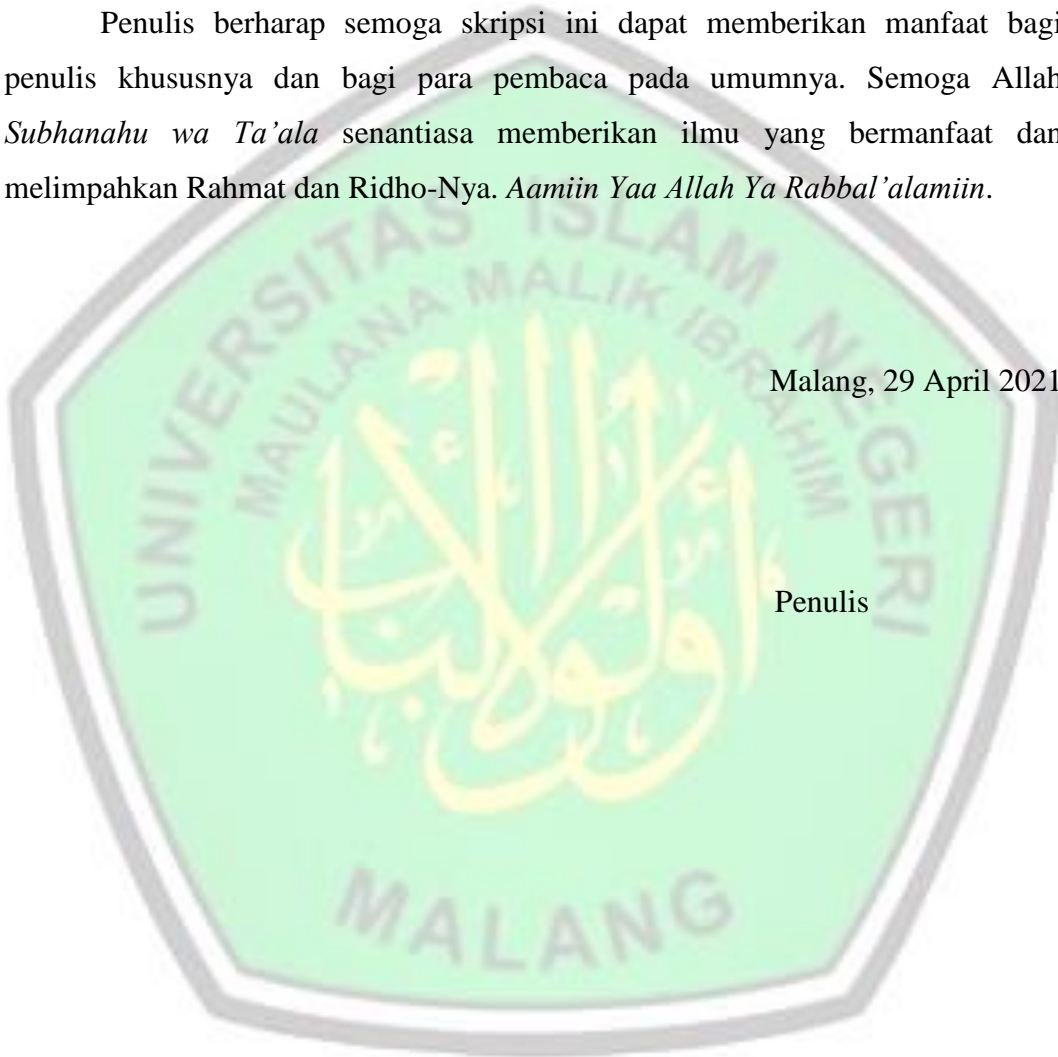 Penulis berharap semoga skripsi ini dapat memberikan manfaat bagi
penulis khususnya dan bagi para pembaca pada umumnya. Semoga Allah
Subhanahu wa Ta’ala senantiasa memberikan ilmu yang bermanfaat dan
melimpahkan Rahmat dan Ridho-Nya. Aamiin Yaa Allah Ya Rabbal’alamiin.
UNIVERSITAS ISLAM NEGERI
MAULANA MALIK IBRAHIM
Malang, 29 April 2021
Penulis
أولو الألباب
MALANG